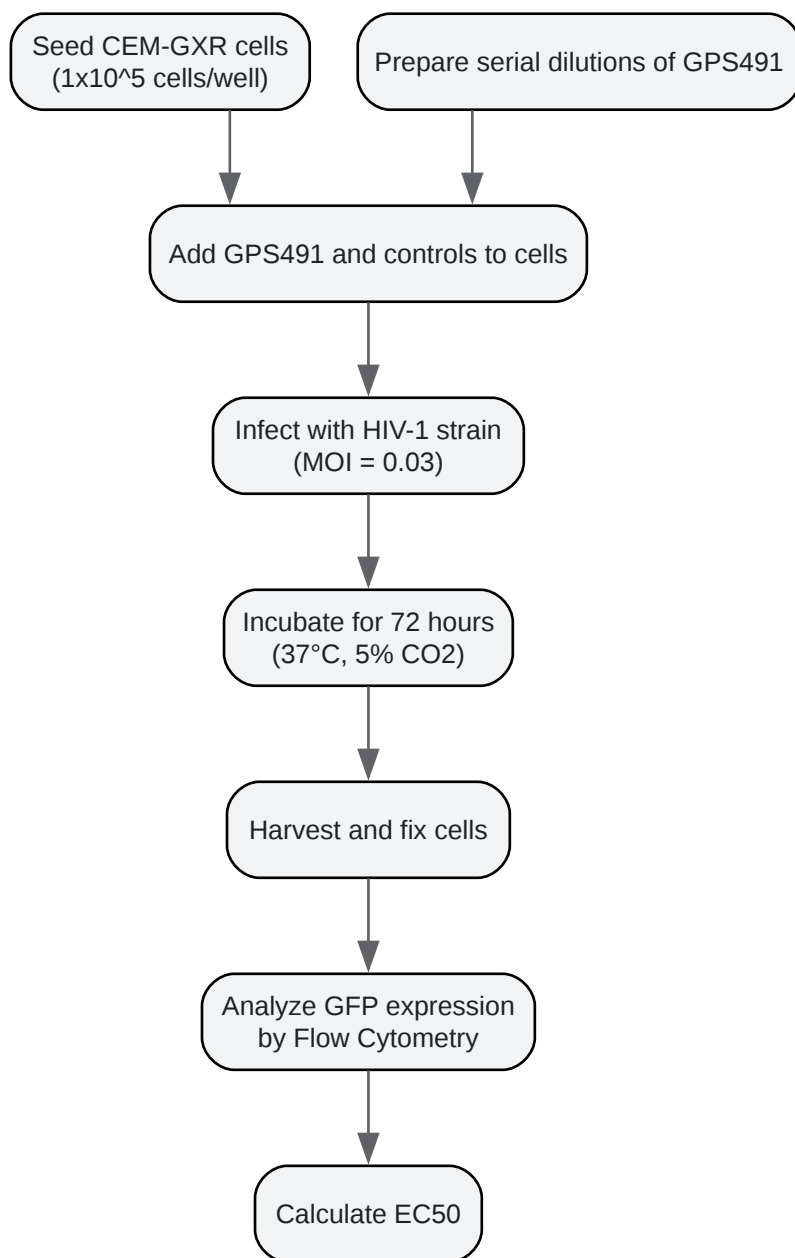 Seed CEM-GXR cells
(1x10^5 cells/well)
Prepare serial dilutions of GPS491
Add GPS491 and controls to cells
Infect with HIV-1 strain
(MOI = 0.03)
Incubate for 72 hours
(37°C, 5% CO2)
Harvest and fix cells
Analyze GFP expression
by Flow Cytometry
Calculate EC50